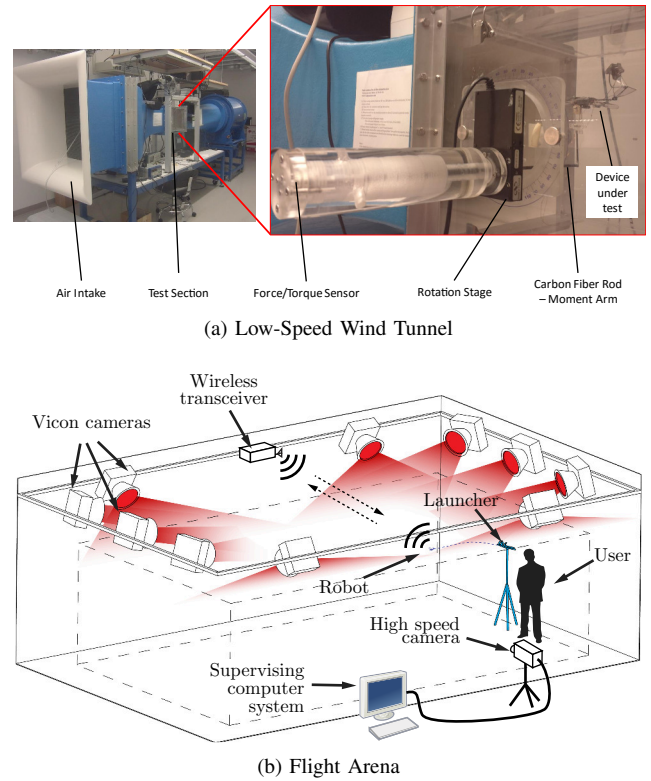 Device
under
test
Air Intake
Test Section
Force/Torque Sensor
Rotation Stage
Carbon Fiber Rod
– Moment Arm
(a) Low-Speed Wind Tunnel
Wireless
transceiver
Vicon cameras
Launcher
User
Robot
High speed
camera
Supervising
computer
system
(b) Flight Arena